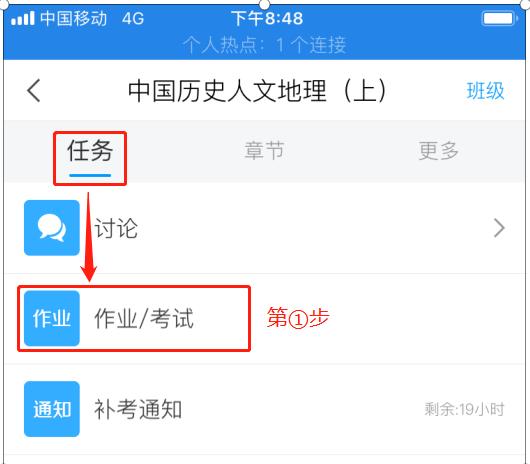 中国移动 4G 下午8:48
个人热点：1 个连接
中国历史人文地理（上） 班级
任务 章节 更多
讨论
作业 作业/考试 第①步
通知 补考通知 剩余:19小时